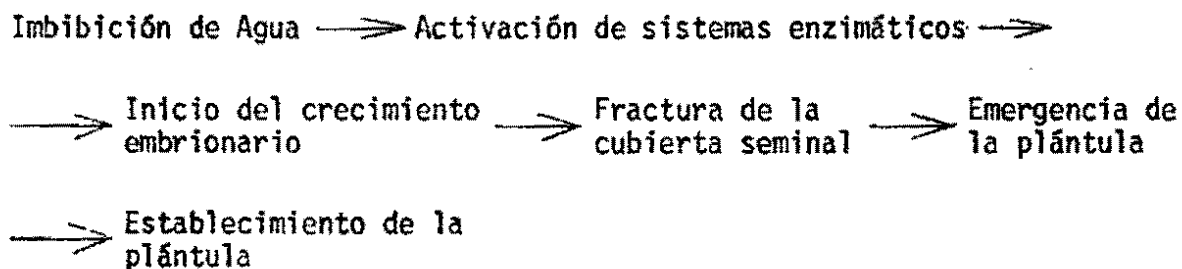 Imbibición de Agua ⟶ Activación de sistemas enzimáticos ⟶
⟶ Inicio del crecimiento ⟶ Fractura de la ⟶ Emergencia de
embrionario cubierta seminal la plántula
⟶ Establecimiento de la
plántula